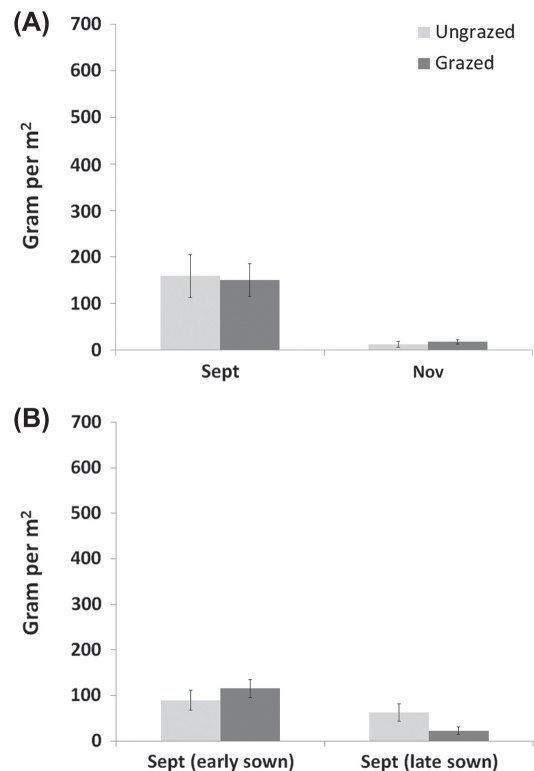 (A)
Gram per m²
700
600
500
400
300
200
100
0
Ungrazed
Grazed
Sept Nov
(B)
Gram per m²
700
600
500
400
300
200
100
0
Sept (early sown) Sept (late sown)